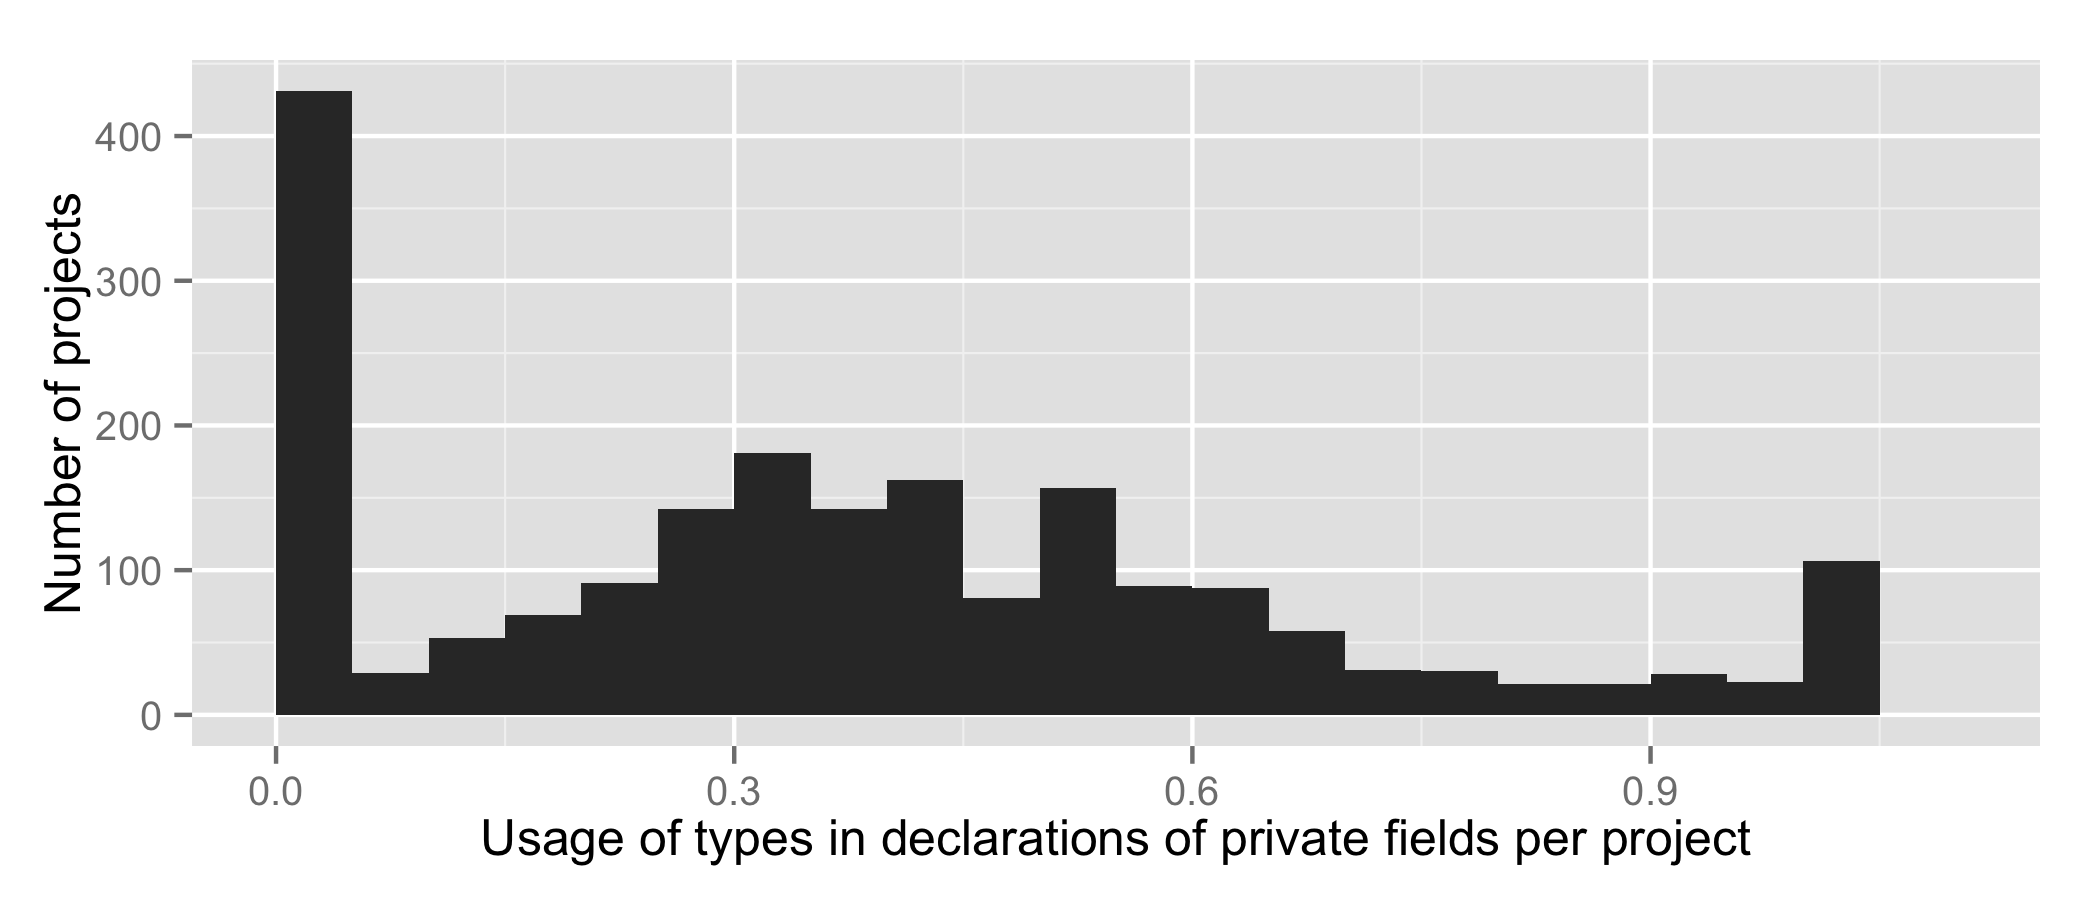 Number of projects
400
300
200
100
0
0.0 0.3 0.6 0.9
Usage of types in declarations of private fields per project